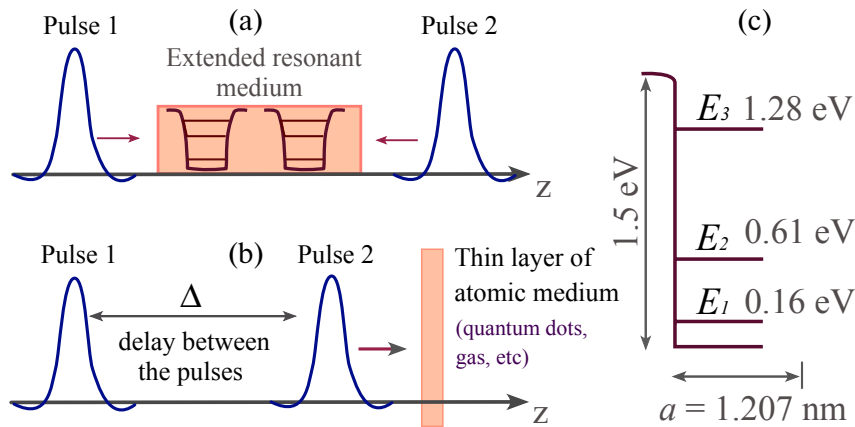 (a)
Pulse 1
Pulse 2
Extended resonant
medium
z
(b)
Pulse 1
Pulse 2
Δ
delay between
the pulses
Thin layer of
atomic medium
(quantum dots,
gas, etc)
z
(c)
1.5 eV
E3 1.28 eV
E2 0.61 eV
E1 0.16 eV
a = 1.207 nm